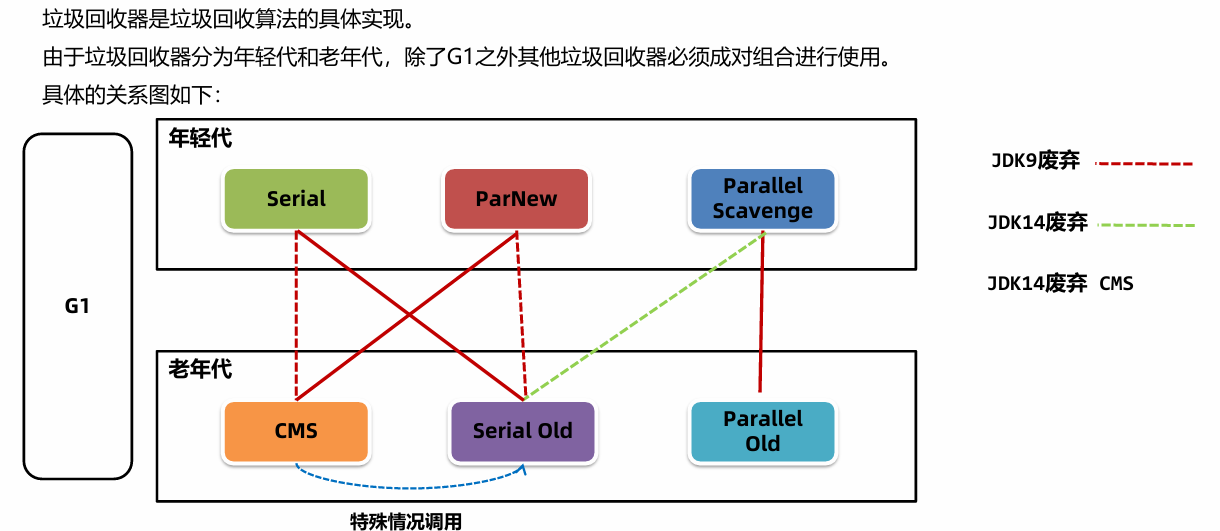 垃圾回收器是垃圾回收算法的具体实现。
由于垃圾回收器分为年轻代和老年代，除了G1之外其他垃圾回收器必须成对组合进行使用。
具体的关系图如下：
G1
年轻代
Serial
ParNew
Parallel
Scavenge
老年代
CMS
Serial Old
Parallel
Old
特殊情况调用
JDK9废弃
JDK14废弃
JDK14废弃 CMS